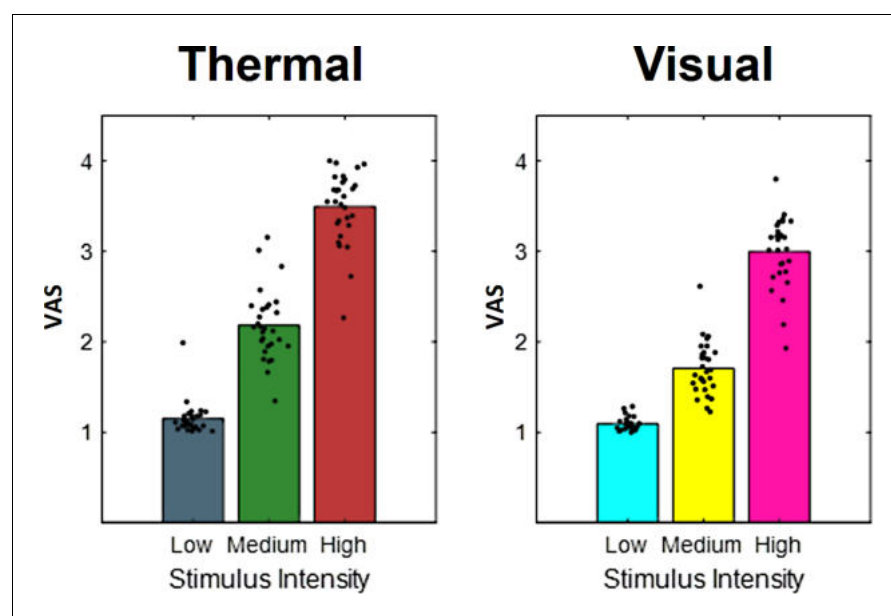 Thermal
VAS
4
3
2
1
Low Medium High
Stimulus Intensity
Visual
VAS
4
3
2
1
Low Medium High
Stimulus Intensity